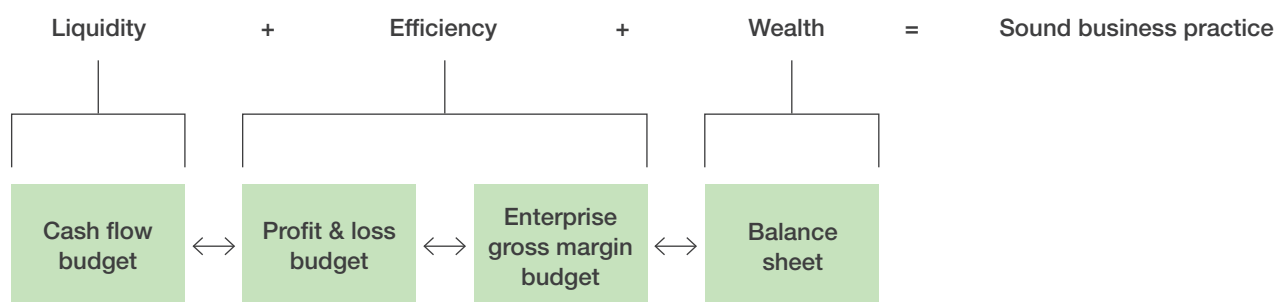 Liquidity + Efficiency + Wealth = Sound business practice
Cash flow
budget
Profit & loss
budget
Enterprise
gross margin
budget
Balance
sheet